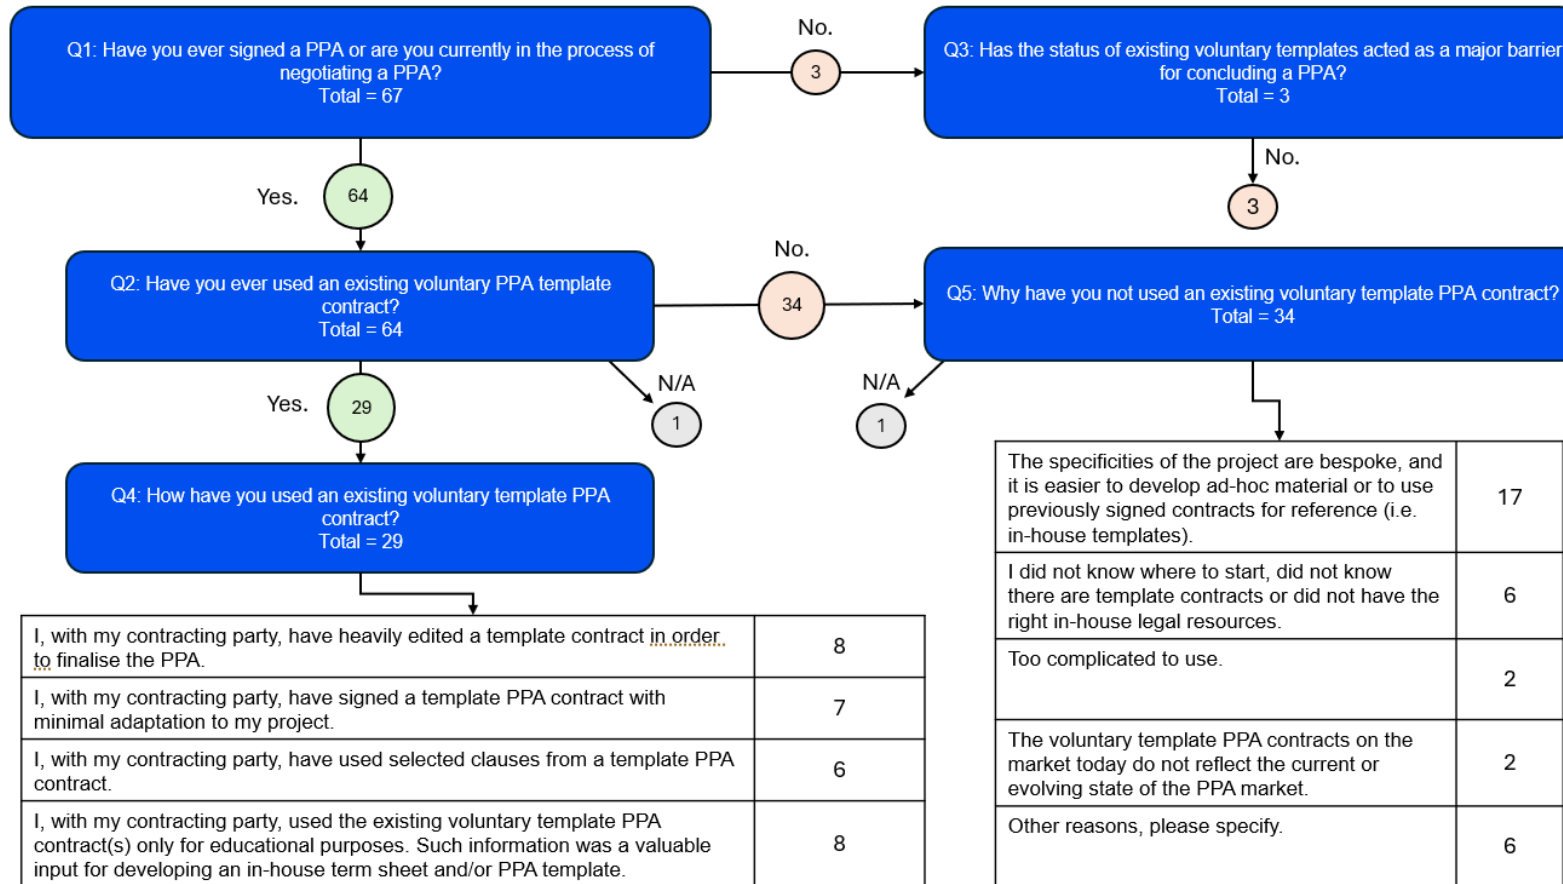 Q1: Have you ever signed a PPA or are you currently in the process of
negotiating a PPA?
Total = 67
No.
3
Q3: Has the status of existing voluntary templates acted as a major barrier
for concluding a PPA?
Total = 3
Yes.
64
No.
3
Q2: Have you ever used an existing voluntary PPA template
contract?
Total = 64
No.
34
Q5: Why have you not used an existing voluntary template PPA contract?
Total = 34
Yes.
29
N/A
1
N/A
1
Q4: How have you used an existing voluntary template PPA
contract?
Total = 29
I, with my contracting party, have heavily edited a template contract in order
to finalise the PPA.
8
I, with my contracting party, have signed a template PPA contract with
minimal adaptation to my project.
7
I, with my contracting party, have used selected clauses from a template PPA
contract.
6
I, with my contracting party, used the existing voluntary template PPA
contract(s) only for educational purposes. Such information was a valuable
input for developing an in-house term sheet and/or PPA template.
8
The specificities of the project are bespoke, and
it is easier to develop ad-hoc material or to use
previously signed contracts for reference (i.e.
in-house templates).
17
I did not know where to start, did not know
there are template contracts or did not have the
right in-house legal resources.
6
Too complicated to use.
2
The voluntary template PPA contracts on the
market today do not reflect the current or
evolving state of the PPA market.
2
Other reasons, please specify.
6